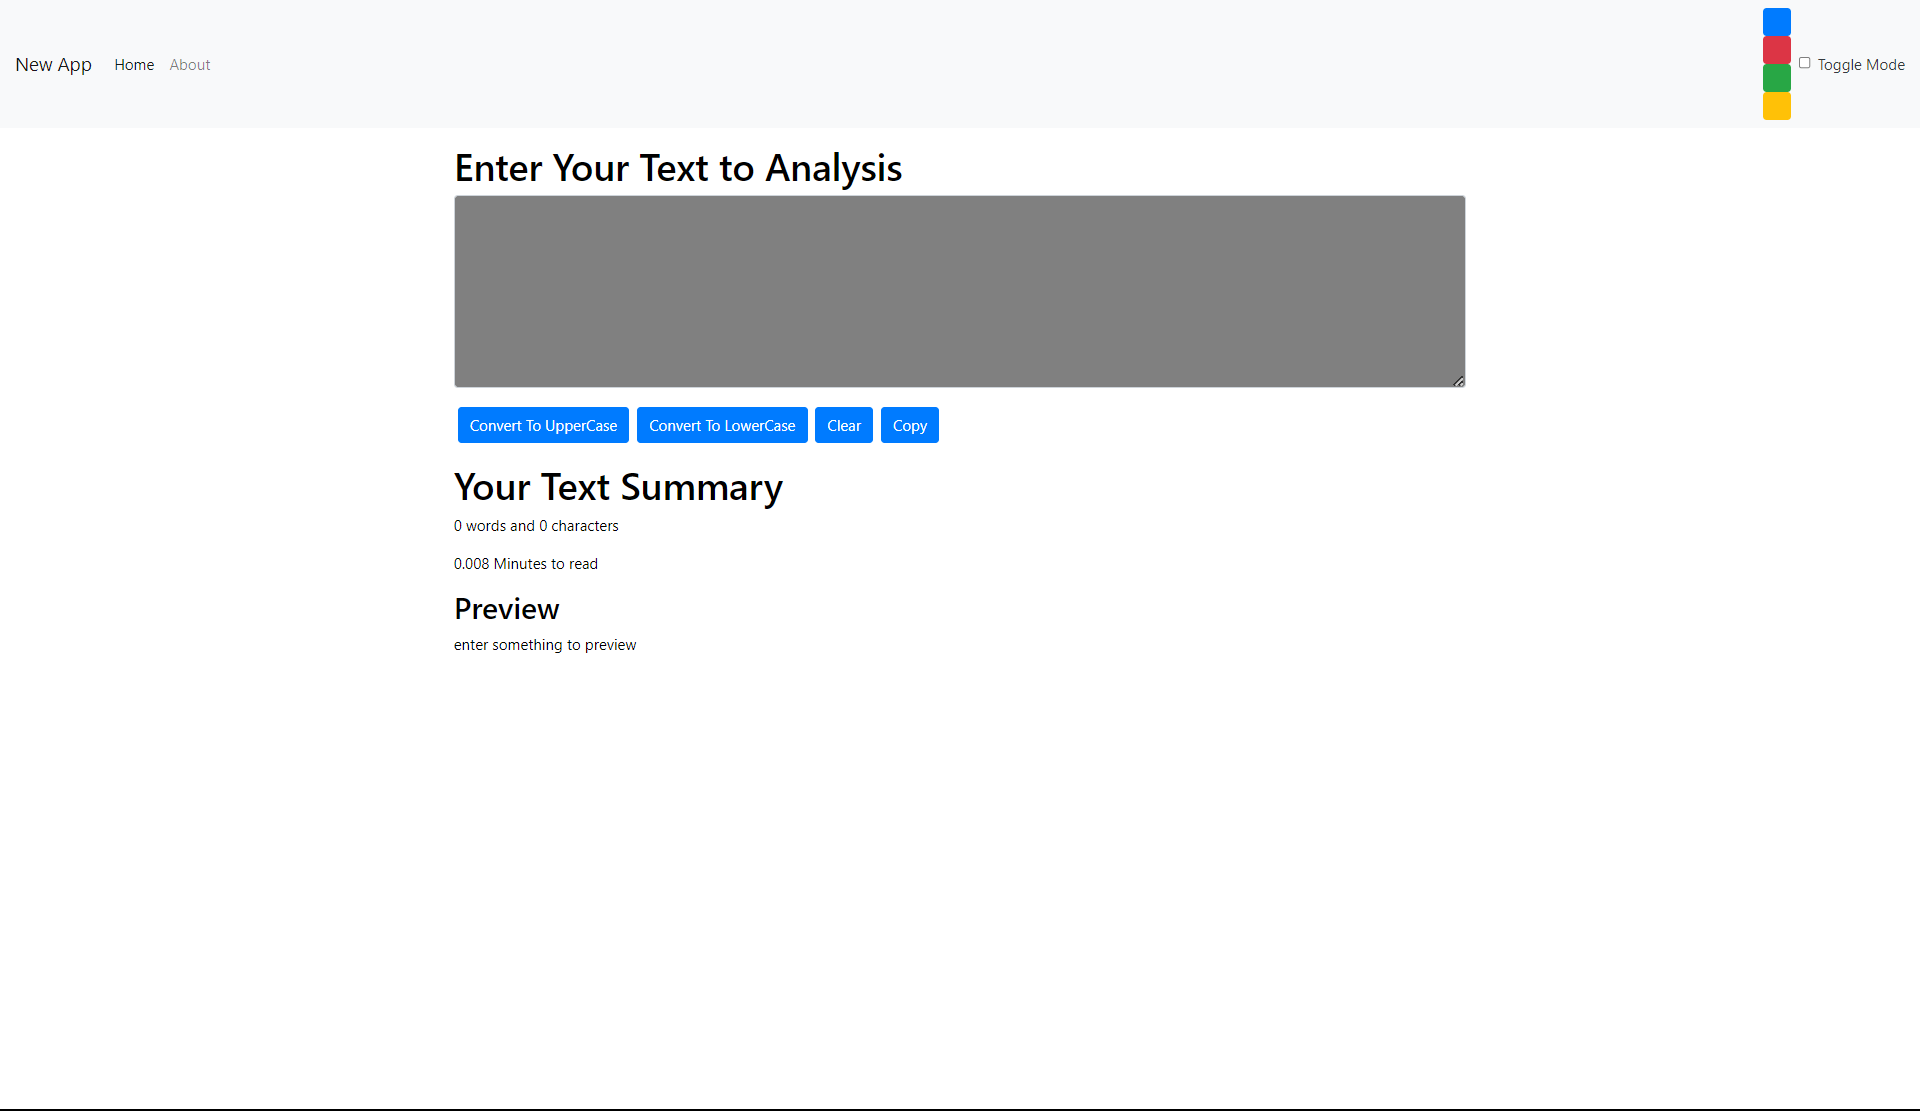 New App Home About Toggle Mode
Enter Your Text to Analysis
Convert To UpperCase Convert To LowerCase Clear Copy
Your Text Summary
0 words and 0 characters
0.008 Minutes to read
Preview
enter something to preview